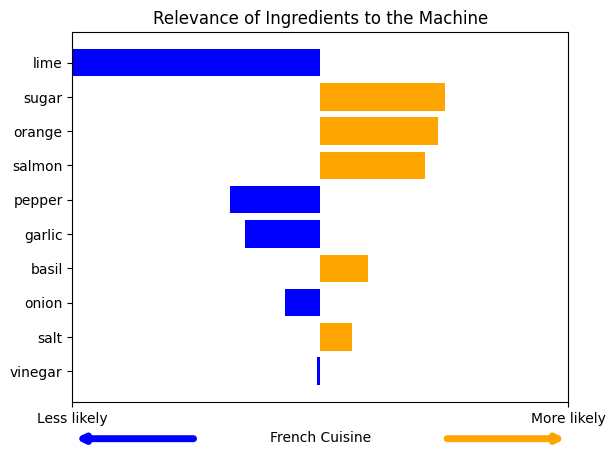 Relevance of Ingredients to the Machine
lime
sugar
orange
salmon
pepper
garlic
basil
onion
salt
vinegar
Less likely
More likely
French Cuisine